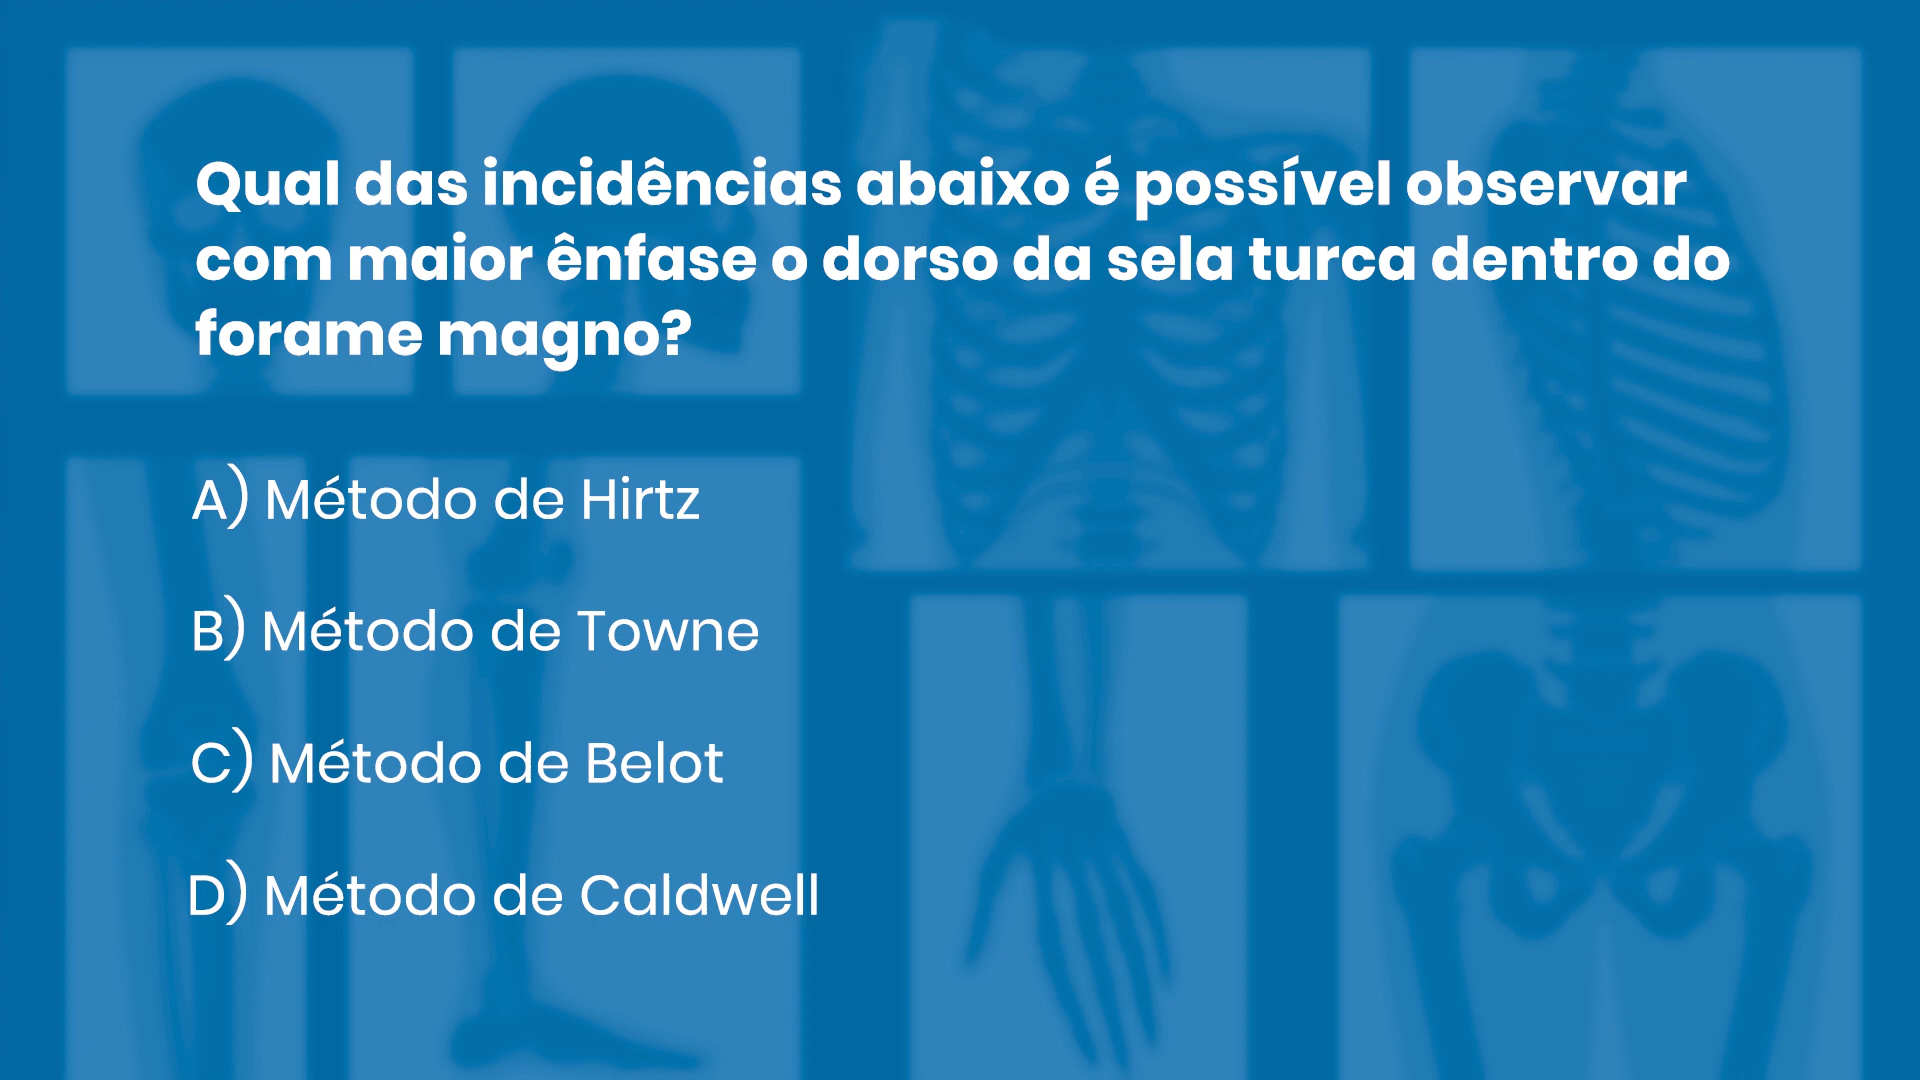 Qual das incidências abaixo é possível observar
com maior ênfase o dorso da sela turca dentro do
forame magno?
A) Método de Hirtz
B) Método de Towne
C) Método de Belot
D) Método de Caldwell